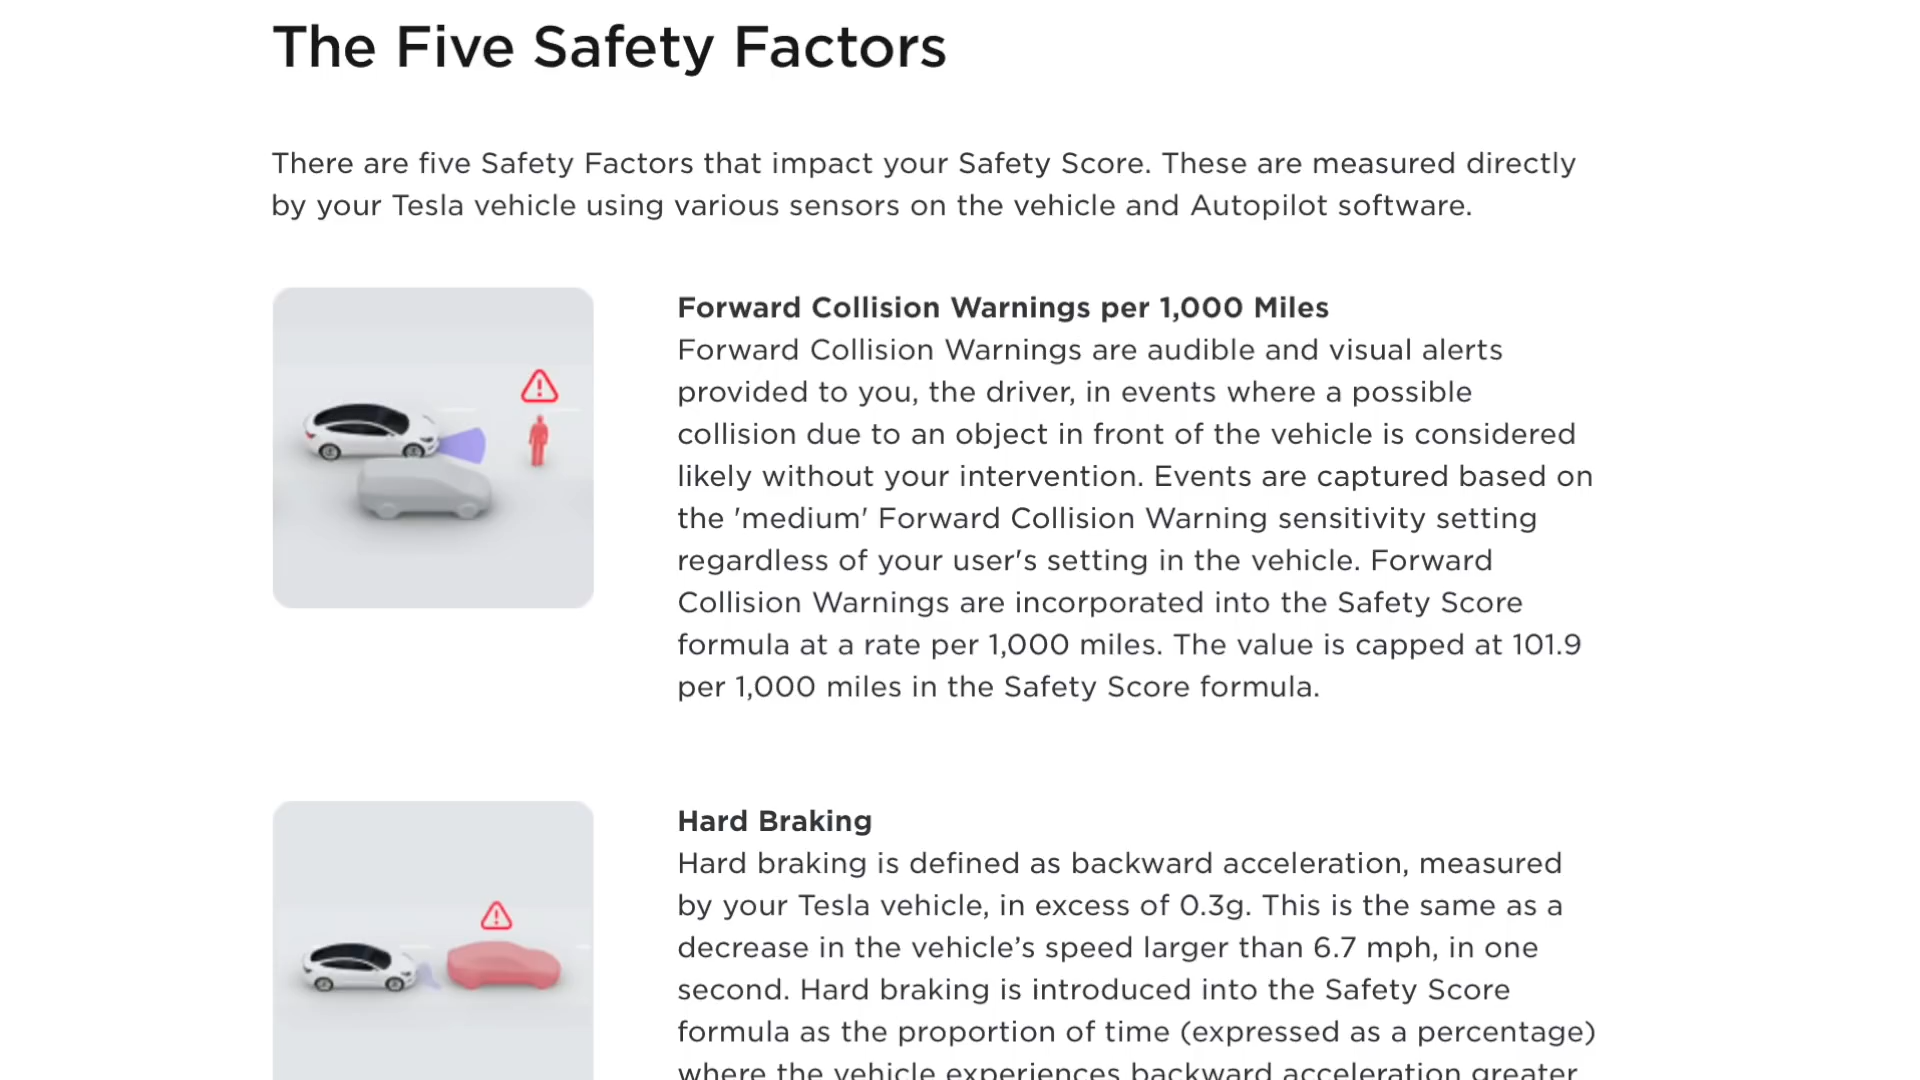 The Five Safety Factors
There are five Safety Factors that impact your Safety Score. These are measured directly
by your Tesla vehicle using various sensors on the vehicle and Autopilot software.
Forward Collision Warnings per 1,000 Miles
Forward Collision Warnings are audible and visual alerts
provided to you, the driver, in events where a possible
collision due to an object in front of the vehicle is considered
likely without your intervention. Events are captured based on
the 'medium' Forward Collision Warning sensitivity setting
regardless of your user's setting in the vehicle. Forward
Collision Warnings are incorporated into the Safety Score
formula at a rate per 1,000 miles. The value is capped at 101.9
per 1,000 miles in the Safety Score formula.
Hard Braking
Hard braking is defined as backward acceleration, measured
by your Tesla vehicle, in excess of 0.3g. This is the same as a
decrease in the vehicle’s speed larger than 6.7 mph, in one
second. Hard braking is introduced into the Safety Score
formula as the proportion of time (expressed as a percentage)
where the vehicle experiences backward acceleration greater